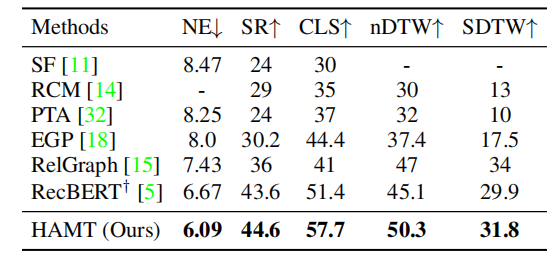 Methods NE↓ SR↑ CLS↑ nDTW↑ SDTW↑
SF [11] 8.47 24 30 - -
RCM [14] - 29 35 30 13
PTA [32] 8.25 24 37 32 10
EGP [18] 8.0 30.2 44.4 37.4 17.5
RelGraph [15] 7.43 36 41 47 34
RecBERT† [5] 6.67 43.6 51.4 45.1 29.9
HAMT (Ours) 6.09 44.6 57.7 50.3 31.8